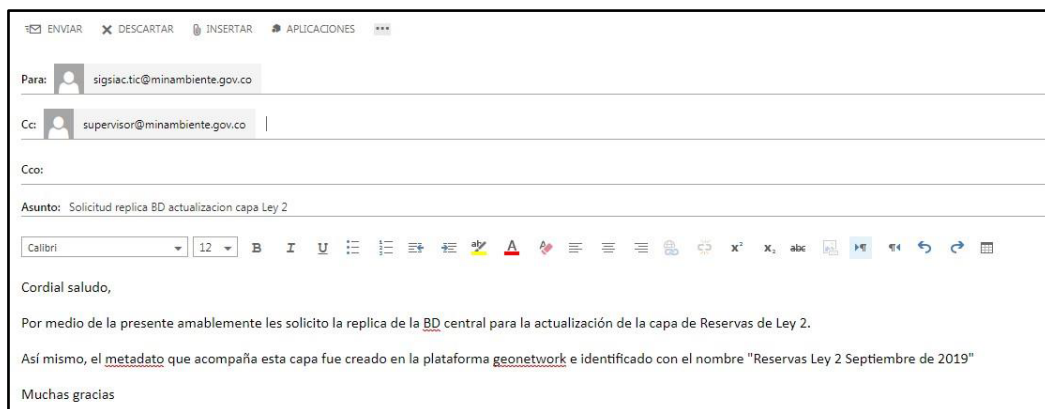 ENVIAR DESCARTAR INSERTAR APLICACIONES ...
Para: sigsiac.tic@minambiente.gov.co
Cc: supervisor@minambiente.gov.co
Cco:
Asunto: Solicitud replica BD actualizacion capa Ley 2
Calibri 12 B I U aby A X² X₂ abc
Cordial saludo,
Por medio de la presente amablemente les solicito la replica de la BD central para la actualización de la capa de Reservas de Ley 2.
Así mismo, el metadato que acompaña esta capa fue creado en la plataforma geonetwork e identificado con el nombre "Reservas Ley 2 Septiembre de 2019"
Muchas gracias